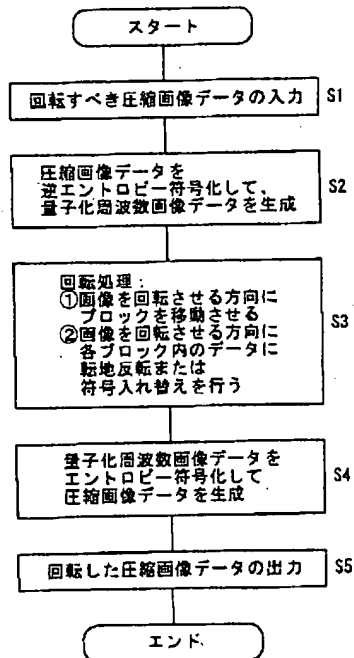 スタート
回転すべき圧縮画像データの入力
S1
圧縮画像データを
逆エントロピー符号化して、
量子化周波数画像データを生成
S2
回転処理:
①画像を回転させる方向に
ブロックを移動させる
②画像を回転させる方向に
各ブロック内のデータに
転地反転または
符号入れ替えを行う
S3
量子化周波数画像データを
エントロピー符号化して
圧縮画像データを生成
S4
回転した圧縮画像データの出力
S5
エンド